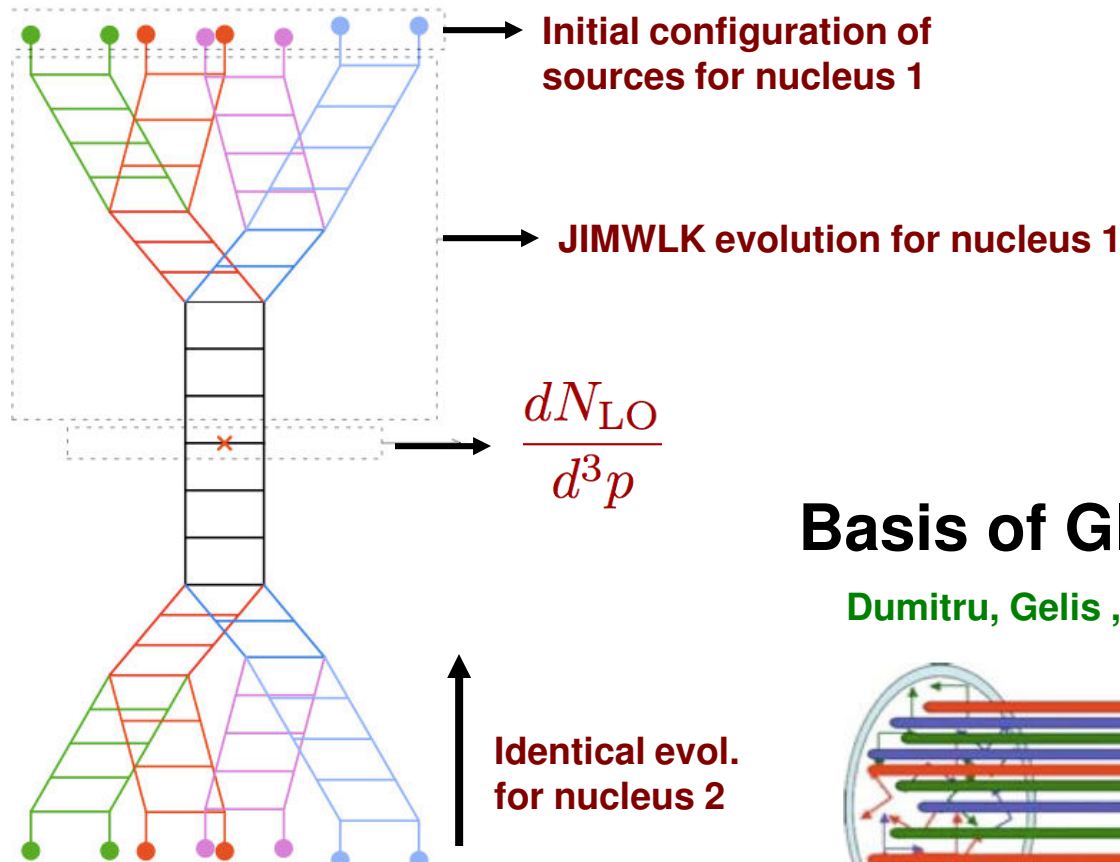 Initial configuration of
sources for nucleus 1
JIMWLK evolution for nucleus 1
dN_LO
d³p
Basis of Gl
Dumitru, Gelis ,
Identical evol.
for nucleus 2